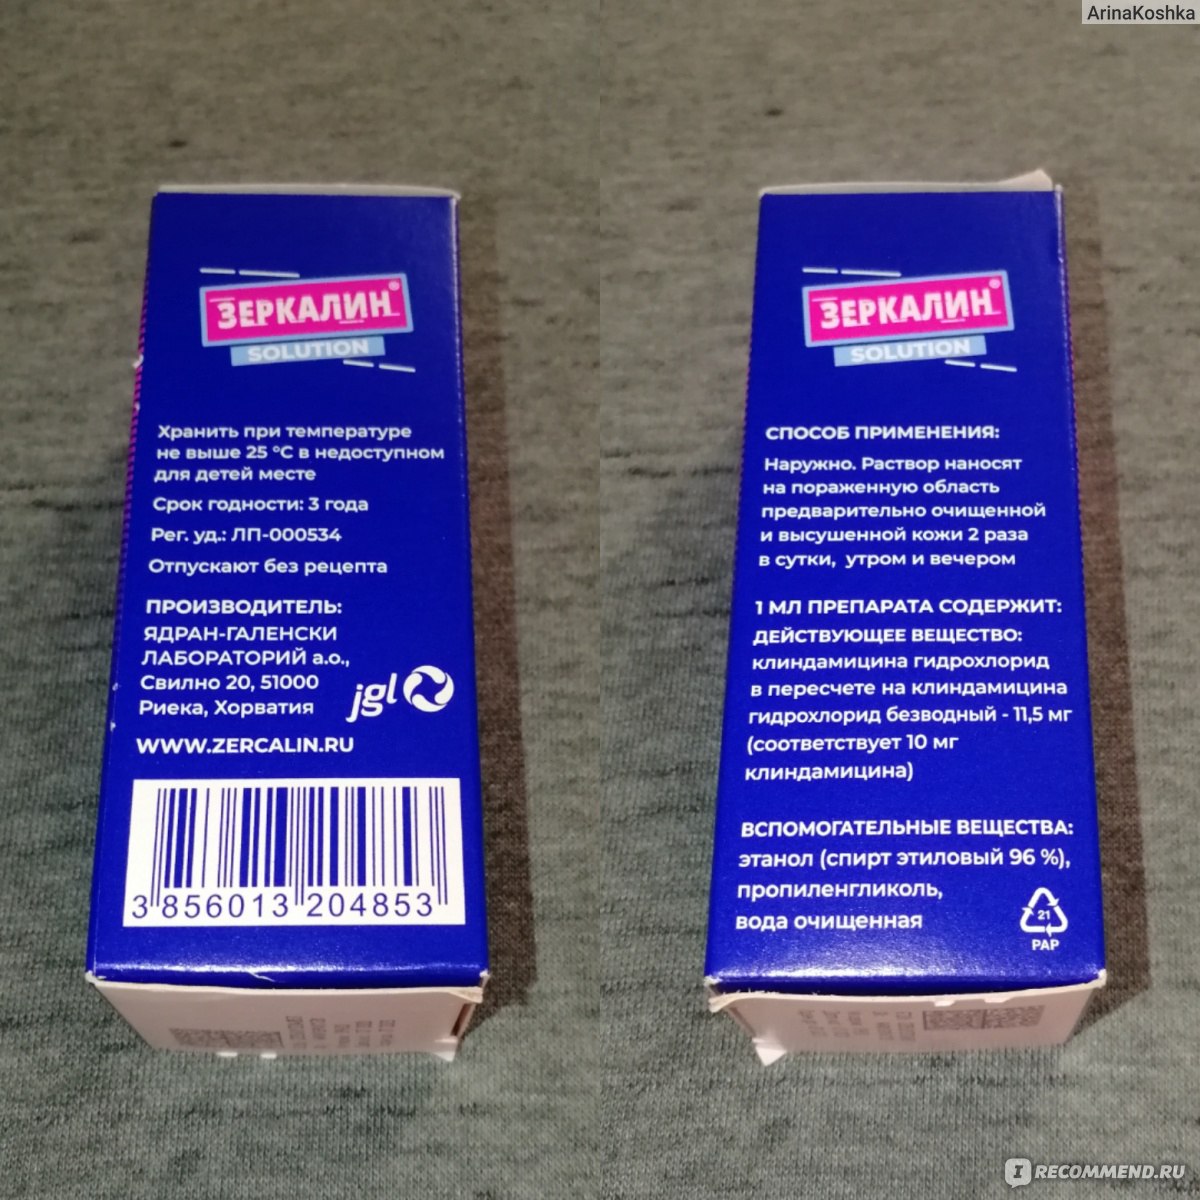 ArinaKoshka
ЗЕРКАЛИН®
SOLUTION
Хранить при температуре
не выше 25 °C в недоступном
для детей месте
Срок годности: 3 года
Рег. уд.: ЛП-000534
Отпускают без рецепта
ПРОИЗВОДИТЕЛЬ:
ЯДРАН-ГАЛЕНСКИ
ЛАБОРАТОРИЙ а.о.,
Свилно 20, 51000
Риека, Хорватия
jgl
WWW.ZERCALIN.RU
3 856013 204853
ЗЕРКАЛИН®
SOLUTION
СПОСОБ ПРИМЕНЕНИЯ:
Наружно. Раствор наносят
на пораженную область
предварительно очищенной
и высушенной кожи 2 раза
в сутки, утром и вечером
1 МЛ ПРЕПАРАТА СОДЕРЖИТ:
ДЕЙСТВУЮЩЕЕ ВЕЩЕСТВО:
клиндамицина гидрохлорид
в пересчете на клиндамицина
гидрохлорид безводный - 11,5 мг
(соответствует 10 мг
клиндамицина)
ВСПОМОГАТЕЛЬНЫЕ ВЕЩЕСТВА:
этанол (спирт этиловый 96 %),
пропиленгликоль,
вода очищенная
21
PAP
I RECOMMEND.RU